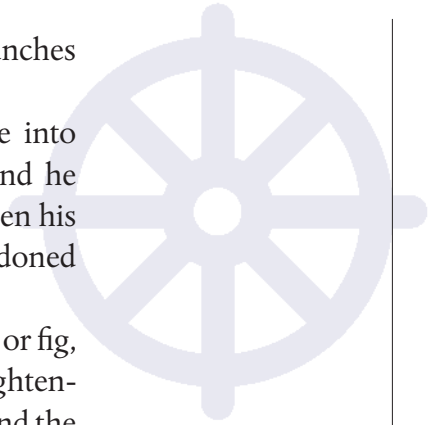 nches
e into
nd he
en his
doned
or fig,
ghten-
nd the